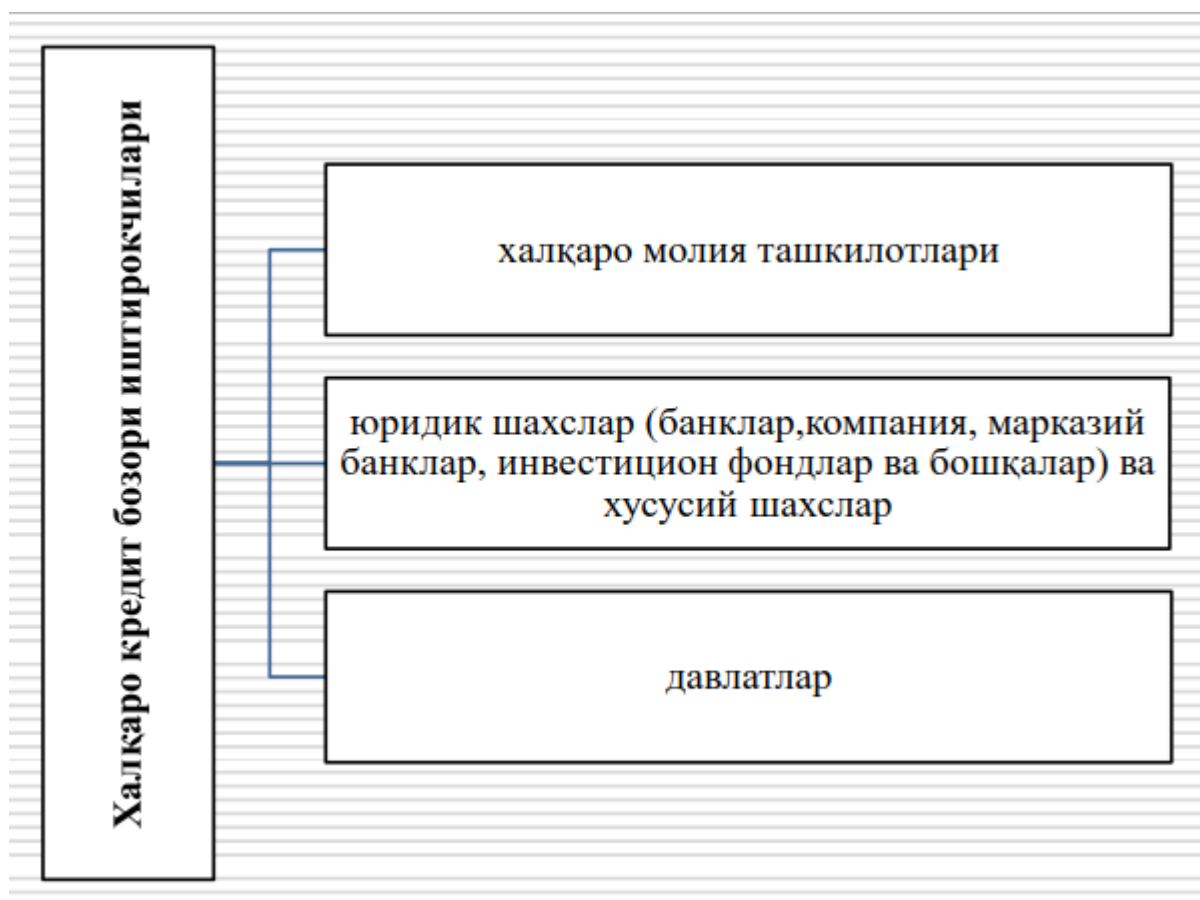 Халқаро кредит бозори иштирокчилари
халқаро молия ташкилотлари
юридик шахслар (банклар,компания, марказий
банклар, инвестицион фондлар ва бошқалар) ва
хусусий шахслар
давлатлар